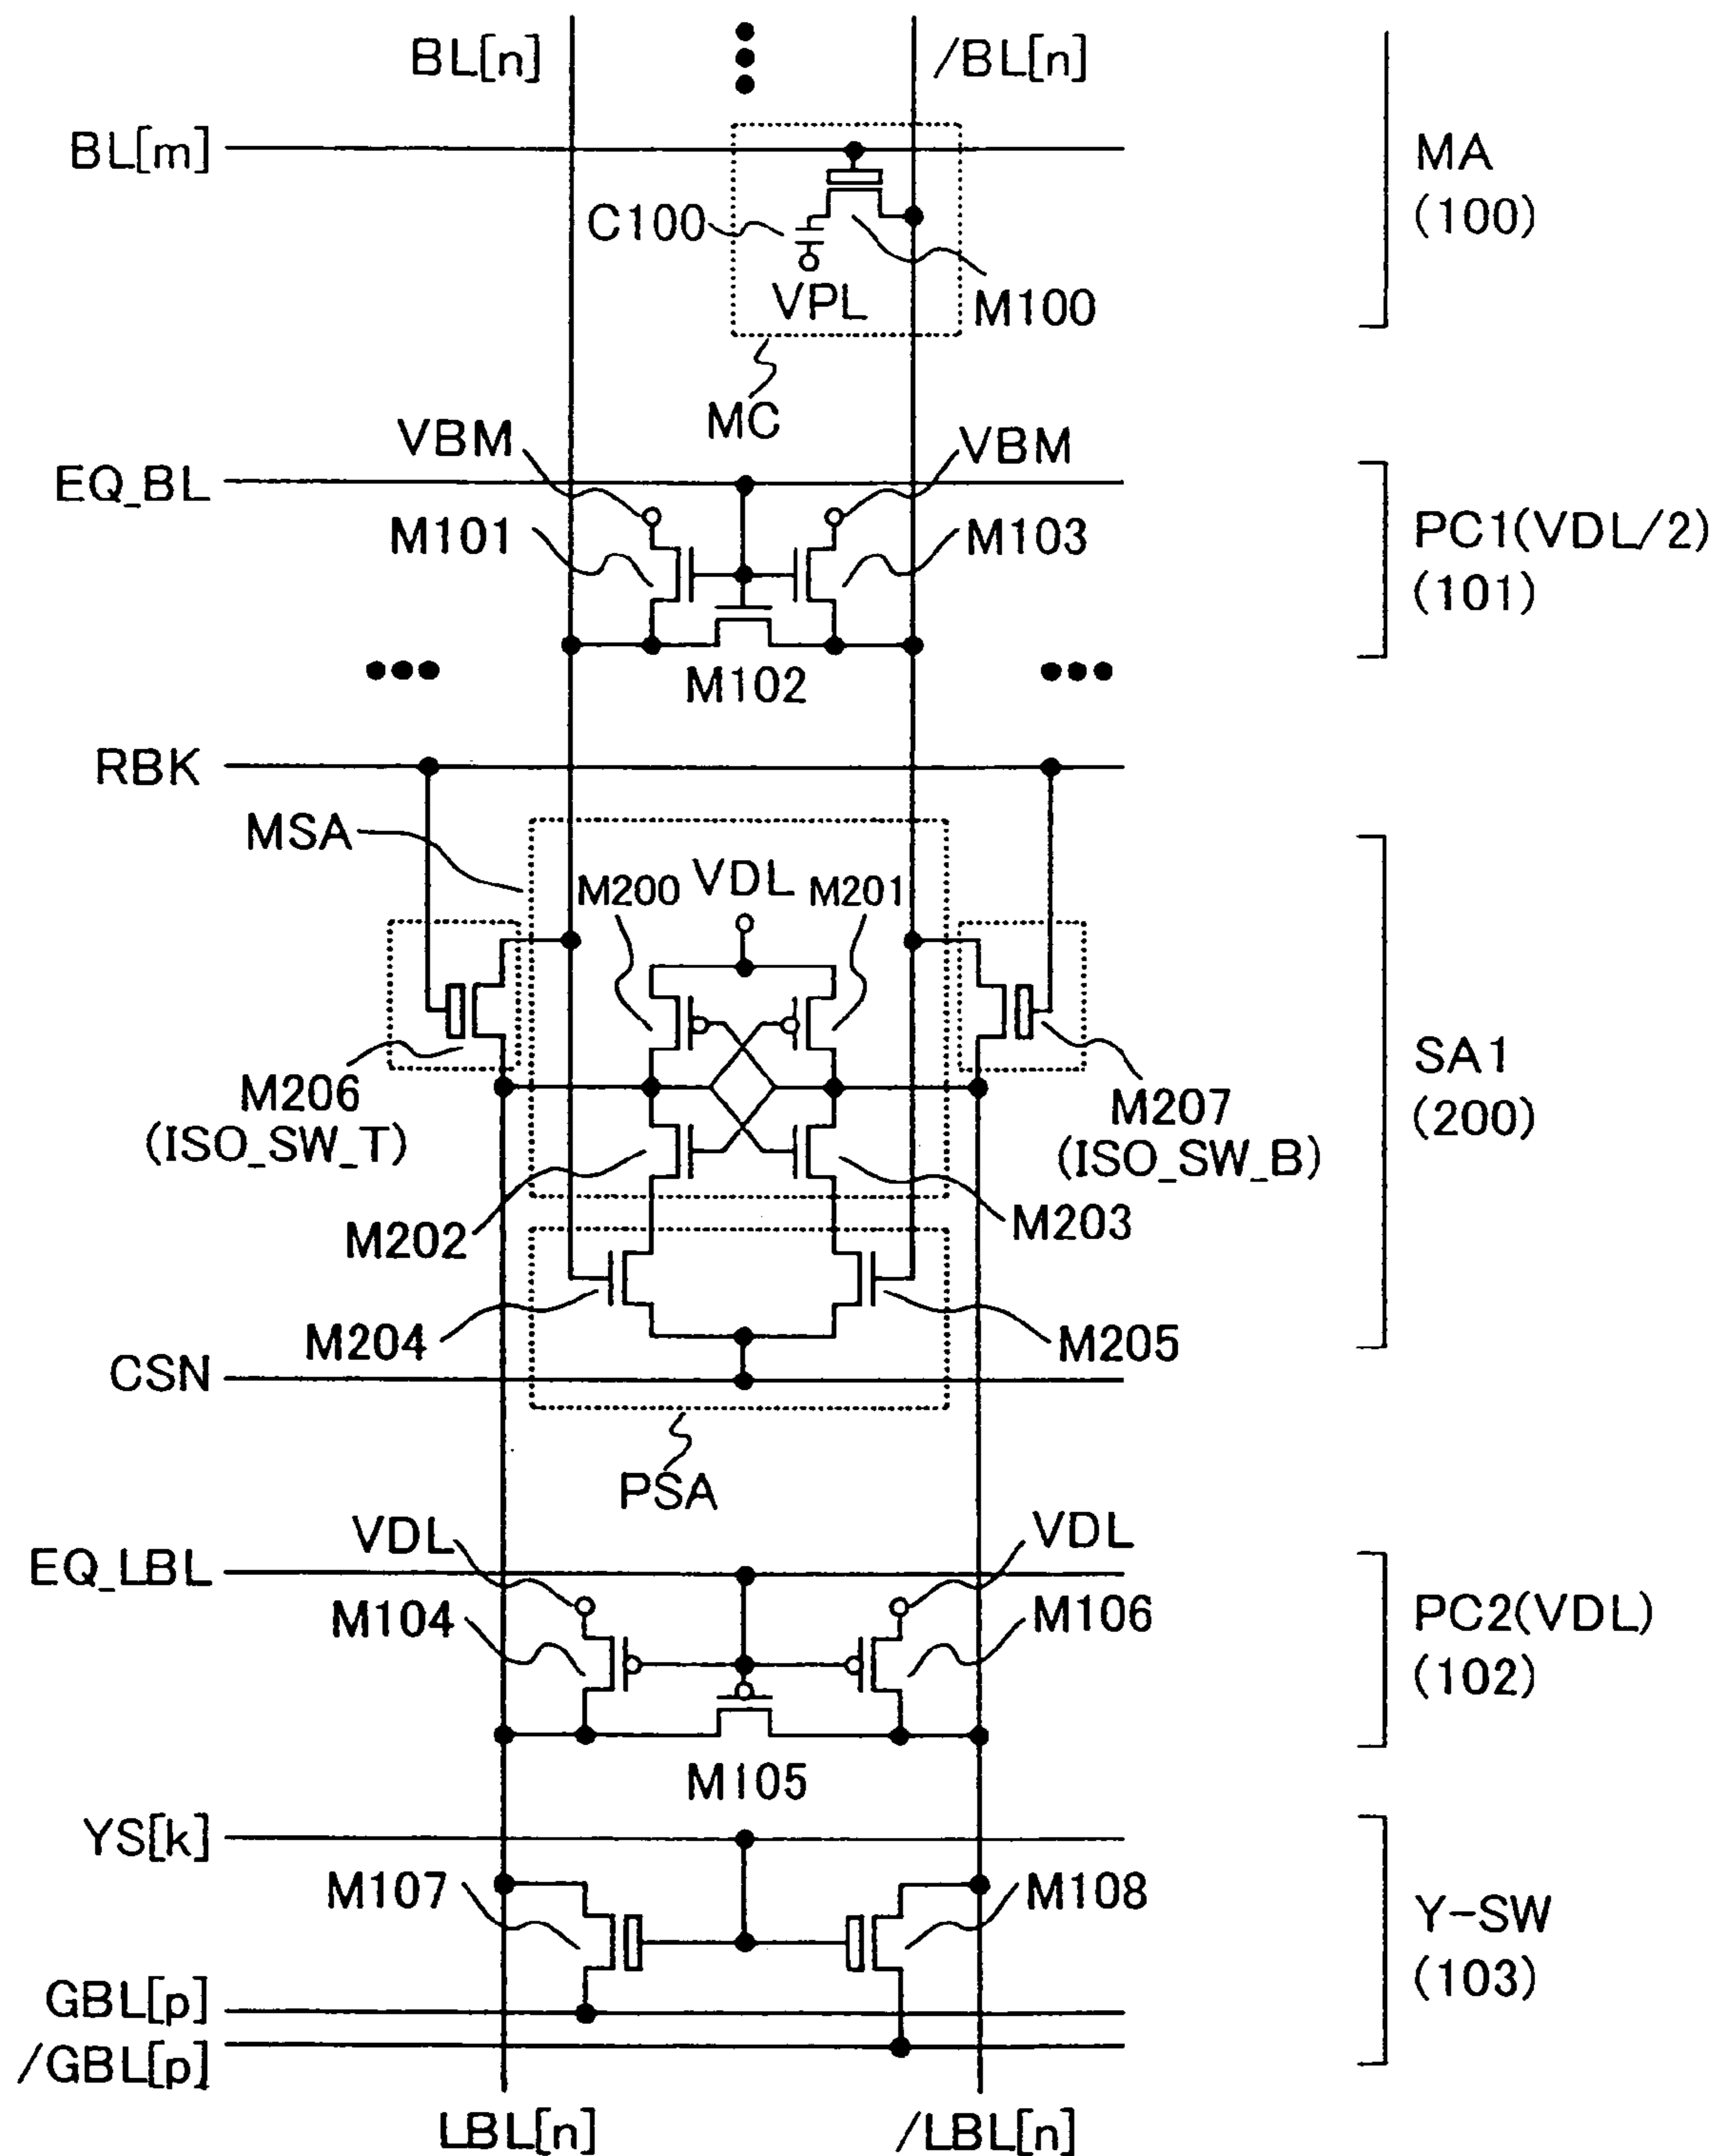 BL[n]
/BL[n]
BL[m]
MA
(100)
C100
VPL
M100
MC
VBM
VBM
EQ_BL
M101
M103
PC1(VDL/2)
(101)
M102
RBK
MSA
M200
VDL
M201
M206
(ISO_SW_T)
M207
(ISO_SW_B)
SA1
(200)
M202
M203
M204
M205
CSN
PSA
VDL
VDL
EQ_LBL
M104
M106
PC2(VDL)
(102)
M105
YS[k]
M107
M108
Y-SW
(103)
GBL[p]
/GBL[p]
LBL[n]
/LBL[n]